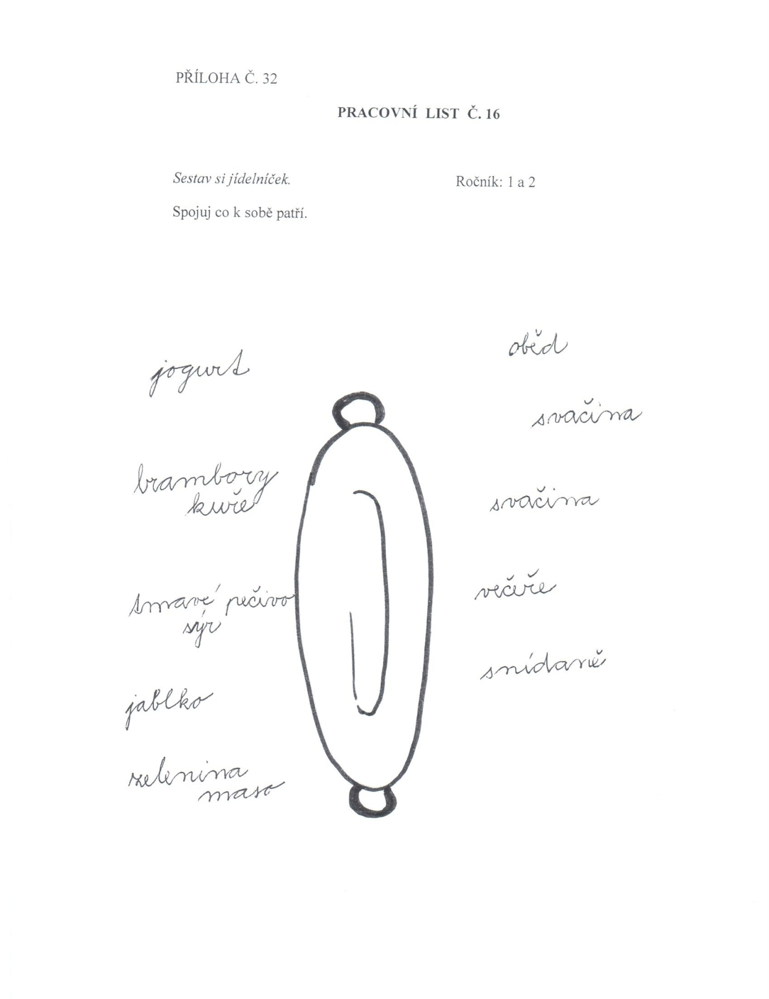 PŘÍLOHA Č. 32
PRACOVNÍ LIST Č. 16
Sestav si jídelníček.
Ročník: 1 a 2
Spojuj co k sobě patří.
jogurt
brambory
kuře
tmavé pečivo
sýr
jablko
zelenina
maso
oběd
svačina
svačina
večeře
snídaně